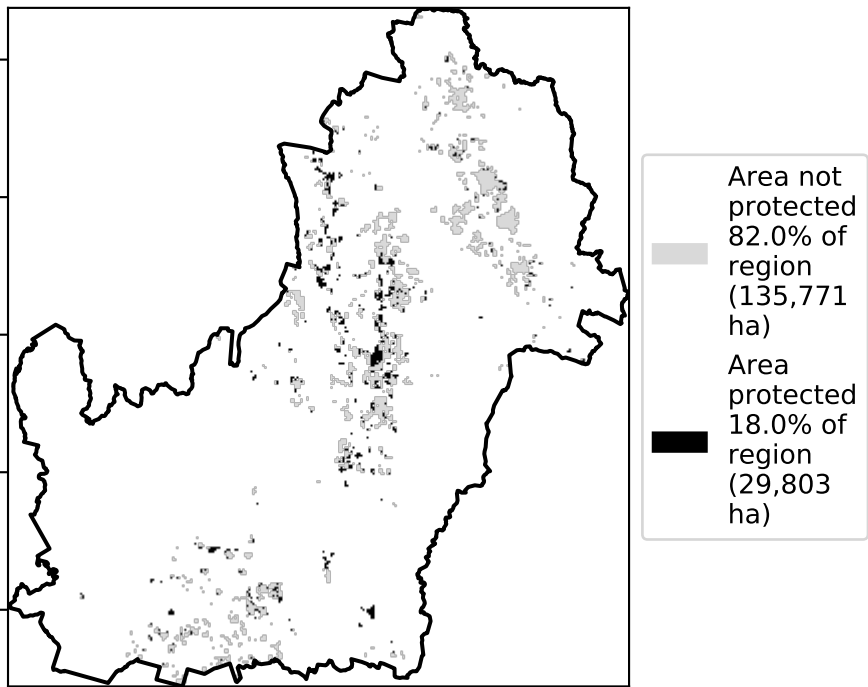 Area not
protected
82.0% of
region
(135,771
ha)
Area
protected
18.0% of
region
(29,803
ha)